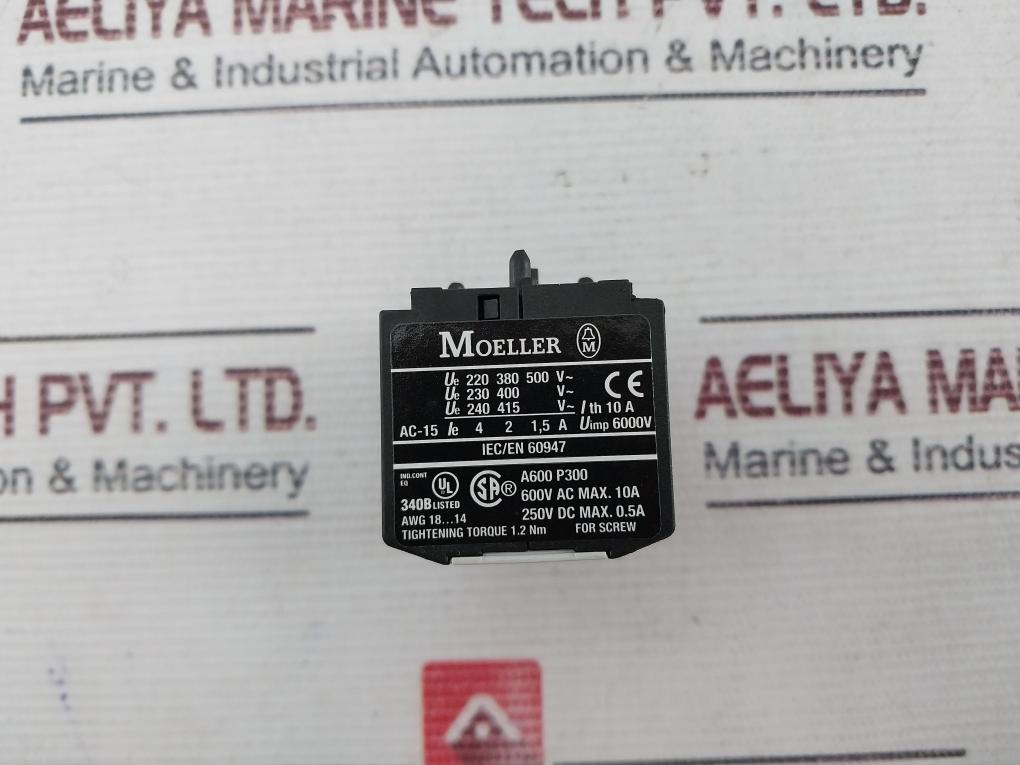 AELIYA MARINE TECH PVT. LTD.
Marine & Industrial Automation & Machinery
H PVT. LTD.
on & Machinery
AELIYA MA
Marine & Indus
MOELLER M
Ue 220 380 500 V~
Ue 230 400 V~
Ue 240 415 V~
CE
Ith 10 A
AC-15 Ie 4 2 1,5 A Uimp 6000V
IEC/EN 60947
IND.CONT
EQ
UL
340B LISTED
SA ®
A600 P300
600V AC MAX. 10A
250V DC MAX. 0.5A
AWG 18...14
TIGHTENING TORQUE 1.2 Nm FOR SCREW